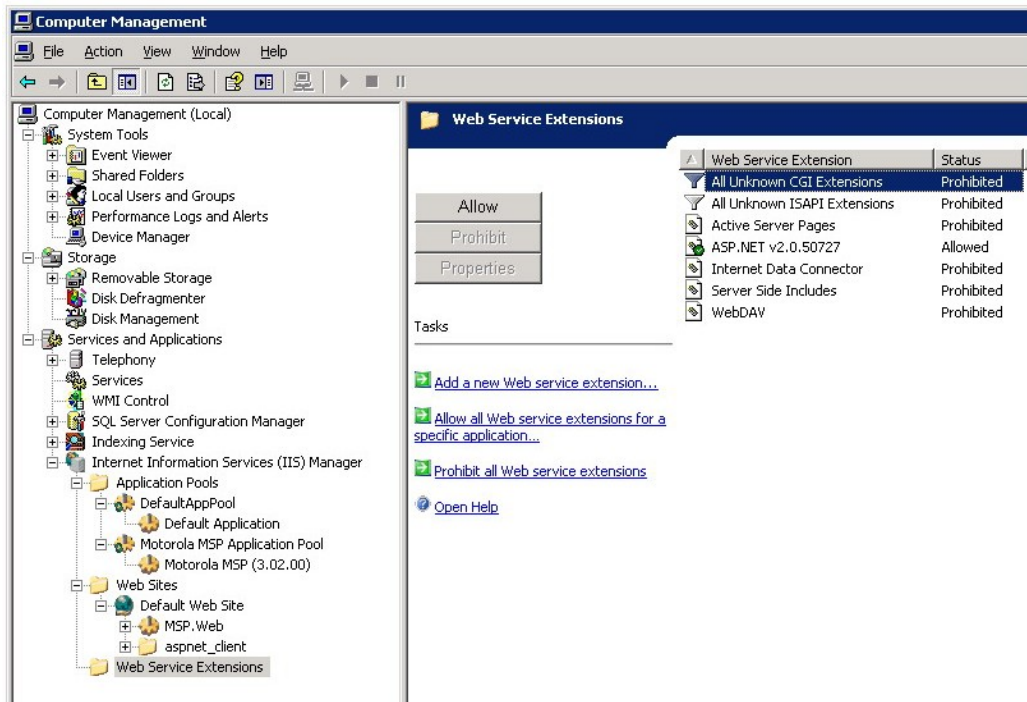 Computer Management
File Action View Window Help
Computer Management (Local)
System Tools
Event Viewer
Shared Folders
Local Users and Groups
Performance Logs and Alerts
Device Manager
Storage
Removable Storage
Disk Defragmenter
Disk Management
Services and Applications
Telephony
Services
WMI Control
SQL Server Configuration Manager
Indexing Service
Internet Information Services (IIS) Manager
Application Pools
DefaultAppPool
Default Application
Motorola MSP Application Pool
Motorola MSP (3.02.00)
Web Sites
Default Web Site
MSP.Web
aspnet_client
Web Service Extensions
Web Service Extensions
Allow
Prohibit
Properties
Tasks
Add a new Web service extension...
Allow all Web service extensions for a
specific application...
Prohibit all Web service extensions
Open Help
Web Service Extension Status
All Unknown CGI Extensions Prohibited
All Unknown ISAPI Extensions Prohibited
Active Server Pages Prohibited
ASP.NET v2.0.50727 Allowed
Internet Data Connector Prohibited
Server Side Includes Prohibited
WebDAV Prohibited